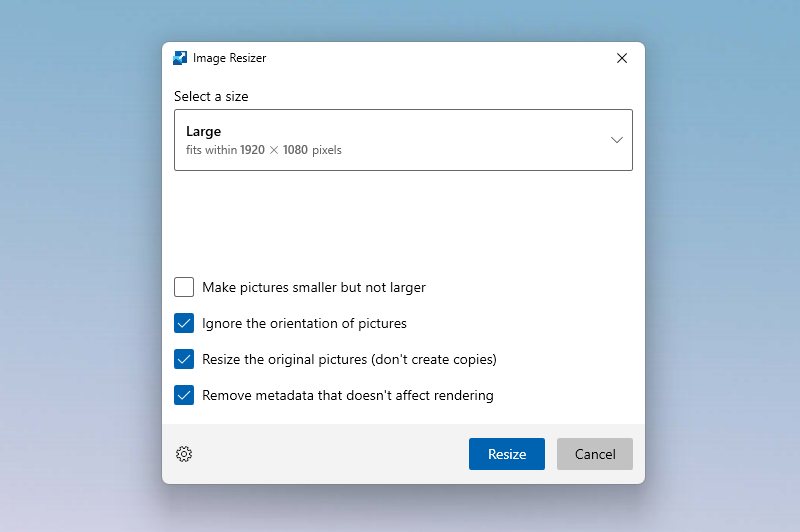 Image Resizer
Select a size
Large
fits within 1920 × 1080 pixels
Make pictures smaller but not larger
Ignore the orientation of pictures
Resize the original pictures (don't create copies)
Remove metadata that doesn't affect rendering
Resize Cancel